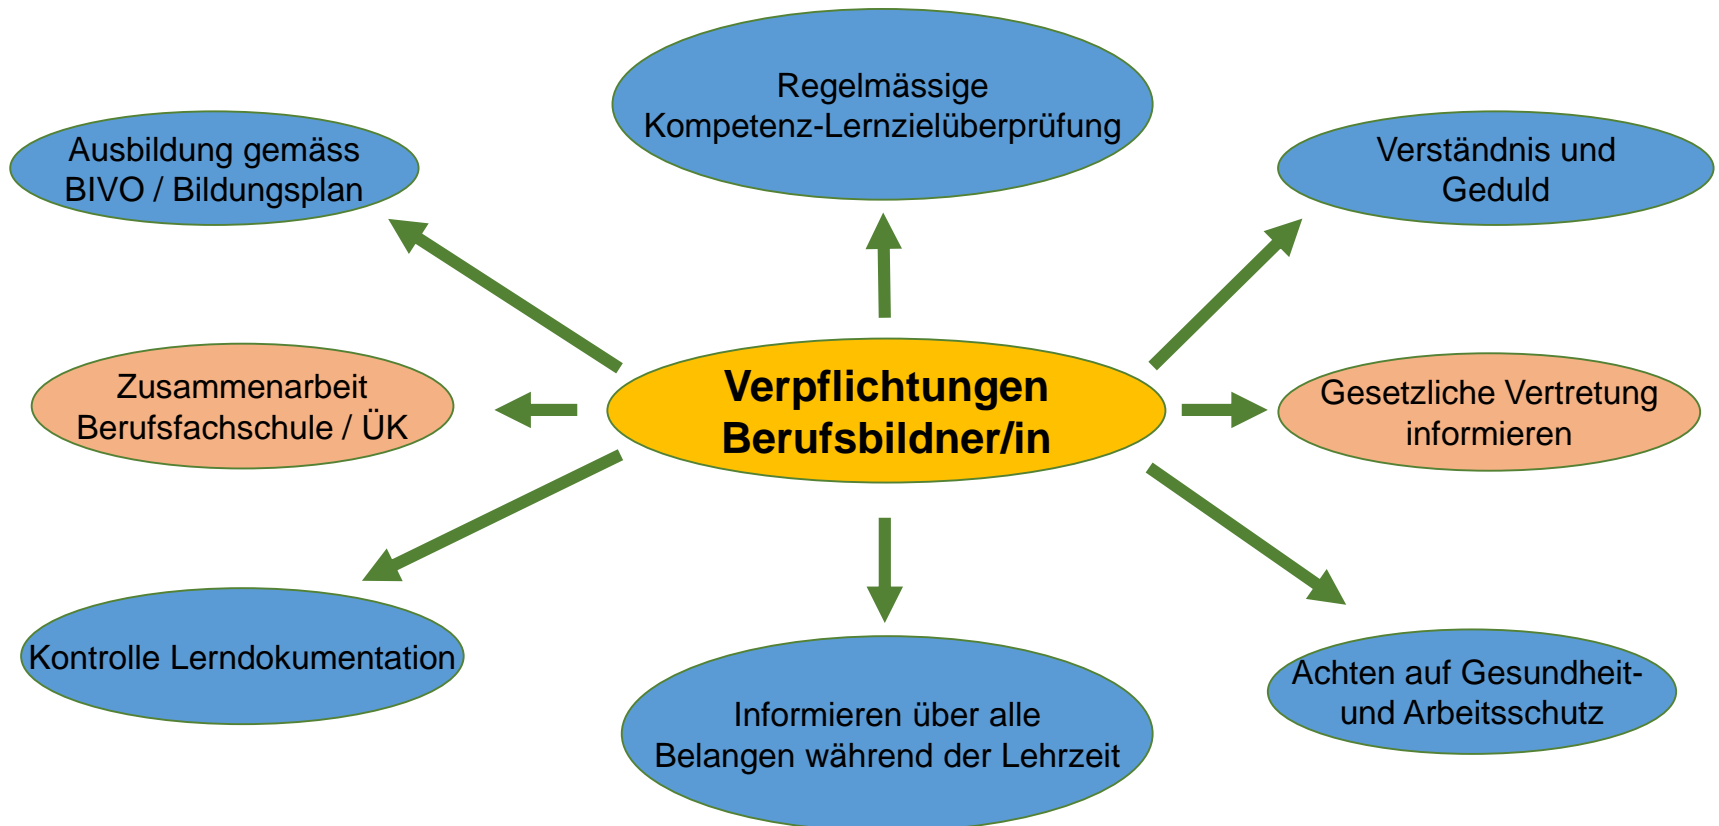 Regelmässige
Kompetenz-Lernzielüberprüfung
Ausbildung gemäss
BIVO / Bildungsplan
Verständnis und
Geduld
Zusammenarbeit
Berufsfachschule / ÜK
Verpflichtungen
Berufsbildner/in
Gesetzliche Vertretung
informieren
Kontrolle Lerndokumentation
Informieren über alle
Belangen während der Lehrzeit
Achten auf Gesundheit-
und Arbeitsschutz